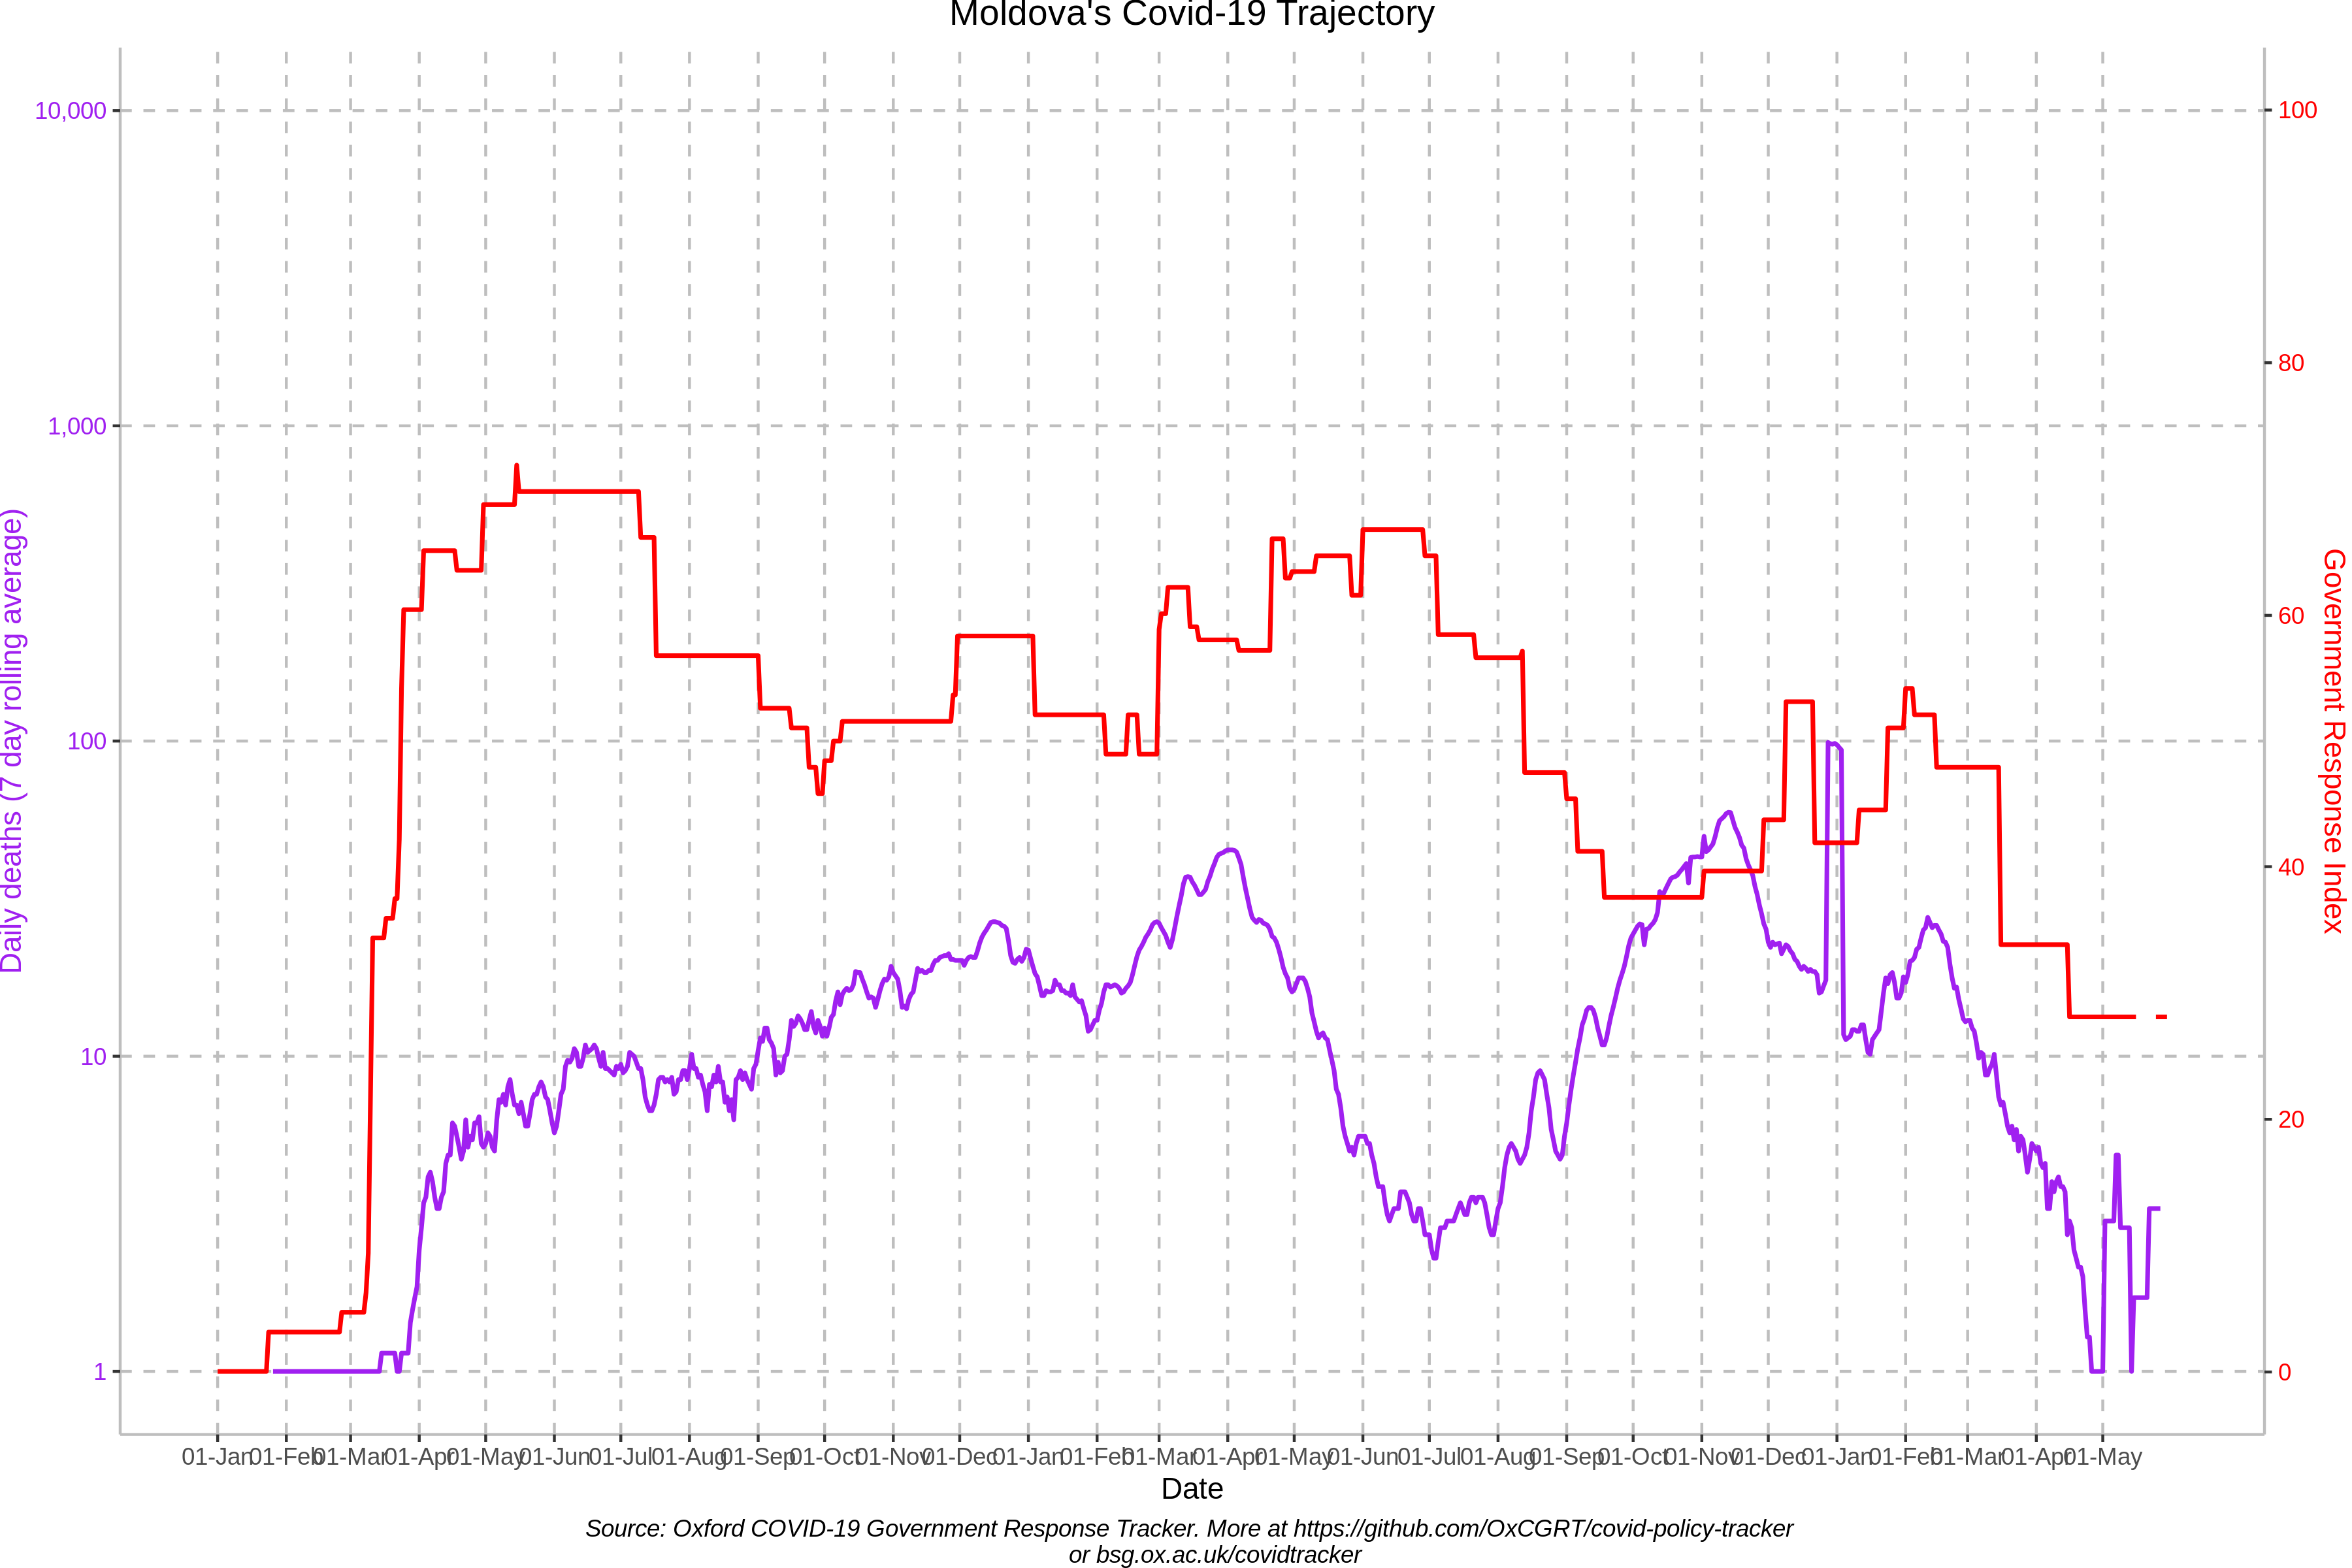 Moldova's Covid-19 Trajectory
10,000
1,000
100
10
1
Daily deaths (7 day rolling average)
100
80
60
40
20
0
Government Response Index
01-Jan 01-Feb 01-Mar 01-Apr 01-May 01-Jun 01-Jul 01-Aug 01-Sep 01-Oct 01-Nov 01-Dec 01-Jan 01-Feb 01-Mar 01-Apr 01-May 01-Jun 01-Jul 01-Aug 01-Sep 01-Oct 01-Nov 01-Dec 01-Jan 01-Feb 01-Mar 01-Apr 01-May
Date
Source: Oxford COVID-19 Government Response Tracker. More at https://github.com/OxCGRT/covid-policy-tracker
or bsg.ox.ac.uk/covidtracker